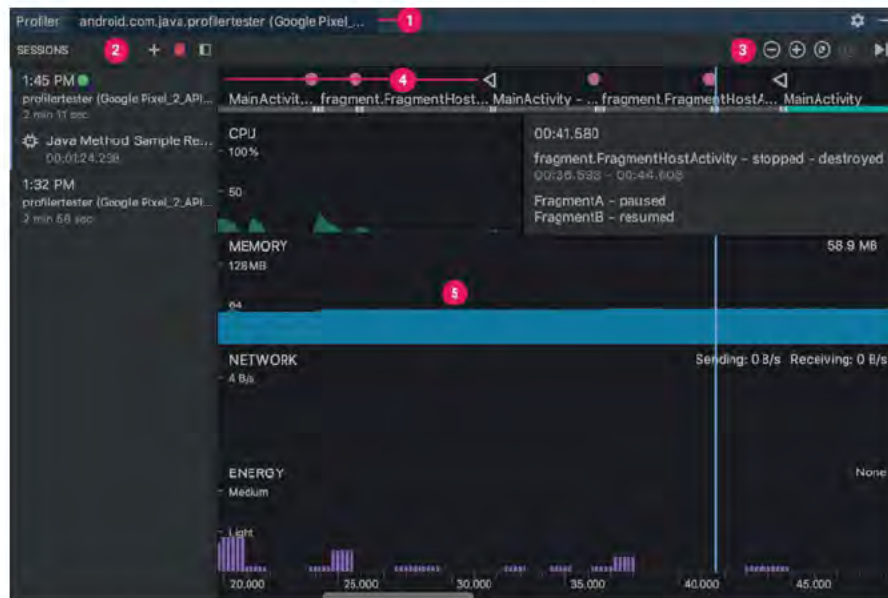 Profiler android.com.java.profilertester (Google Pixel_... 1
SESSIONS 2 3
1:45 PM
profilertester (Google Pixel_2_API...
2 min 11 sec
Java Method Sample Re...
00:01:24.238
1:32 PM
profilertester (Google Pixel_2_API...
2 min 58 sec
4
MainActivit... fragment.FragmentHost... MainActivity - ... fragment.FragmentHostA... MainActivity
CPU
100%
50
00:41.580
fragment.FragmentHostActivity - stopped - destroyed
00:36.593 - 00:44.608
FragmentA - paused
FragmentB - resumed
MEMORY 58.9 MB
128MB
5
64
NETWORK Sending: 0 B/s Receiving: 0 B/s
4 B/s
ENERGY None
Medium
Light
20.000 25.000 30.000 35.000 40.000 45.000